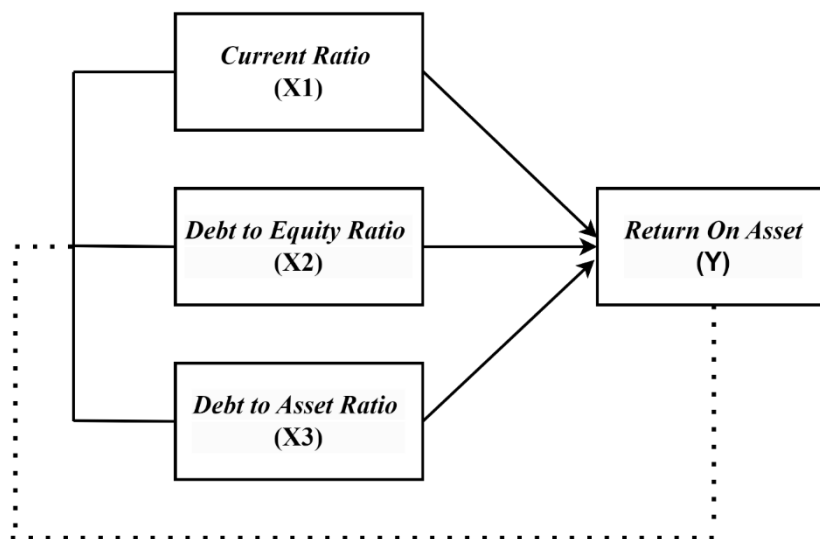 Current Ratio
(X1)
Debt to Equity Ratio
(X2)
Return On Asset
(Y)
Debt to Asset Ratio
(X3)